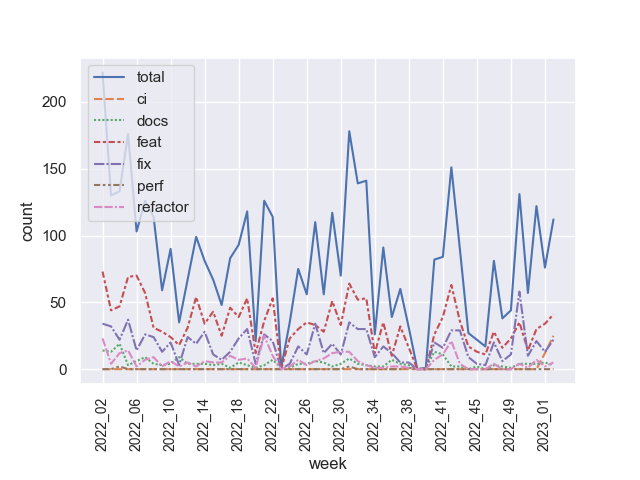 total
ci
docs
feat
fix
perf
refactor
200
150
100
50
0
count
2022_02
2022_06
2022_10
2022_14
2022_18
2022_22
2022_26
2022_30
2022_34
2022_38
2022_41
2022_45
2022_49
2023_01
week